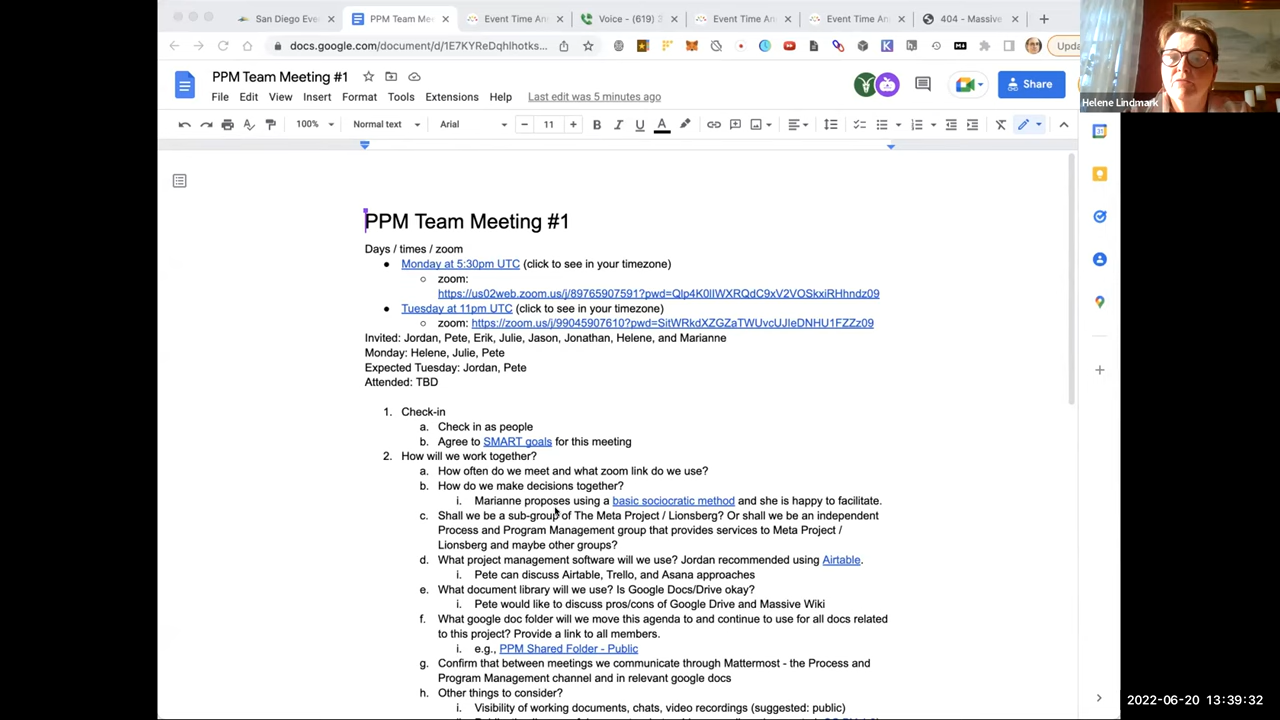 San Diego Eve
PPM Team Mee
Event Time An
Voice - (619) 2
Event Time An
Event Time An
404 - Massive
docs.google.com/document/d/1E7KYReDqhlhotks...
Upda
Helene Lindmark
PPM Team Meeting #1
Share
File Edit View Insert Format Tools Extensions Help Last edit was 5 minutes ago
100% Normal text Arial 11 B I U A
PPM Team Meeting #1
Days / times / zoom
Monday at 5:30pm UTC (click to see in your timezone)
zoom:
https://us02web.zoom.us/j/89765907591?pwd=Qlp4K0lIWXRQdC9xV2VOSkxiRHhndz09
Tuesday at 11pm UTC (click to see in your timezone)
zoom: https://zoom.us/j/99045907610?pwd=SitWRkdXZGZaTWUvcUJIeDNHU1FZZz09
Invited: Jordan, Pete, Erik, Julie, Jason, Jonathan, Helene, and Marianne
Monday: Helene, Julie, Pete
Expected Tuesday: Jordan, Pete
Attended: TBD
1. Check-in
a. Check in as people
b. Agree to SMART goals for this meeting
2. How will we work together?
a. How often do we meet and what zoom link do we use?
b. How do we make decisions together?
i. Marianne proposes using a basic sociocratic method and she is happy to facilitate.
c. Shall we be a sub-group of The Meta Project / Lionsberg? Or shall we be an independent
Process and Program Management group that provides services to Meta Project /
Lionsberg and maybe other groups?
d. What project management software will we use? Jordan recommended using Airtable.
i. Pete can discuss Airtable, Trello, and Asana approaches
e. What document library will we use? Is Google Docs/Drive okay?
i. Pete would like to discuss pros/cons of Google Drive and Massive Wiki
f. What google doc folder will we move this agenda to and continue to use for all docs related
to this project? Provide a link to all members.
i. e.g., PPM Shared Folder - Public
g. Confirm that between meetings we communicate through Mattermost - the Process and
Program Management channel and in relevant google docs
h. Other things to consider?
i. Visibility of working documents, chats, video recordings (suggested: public)
2022-06-20 13:39:32